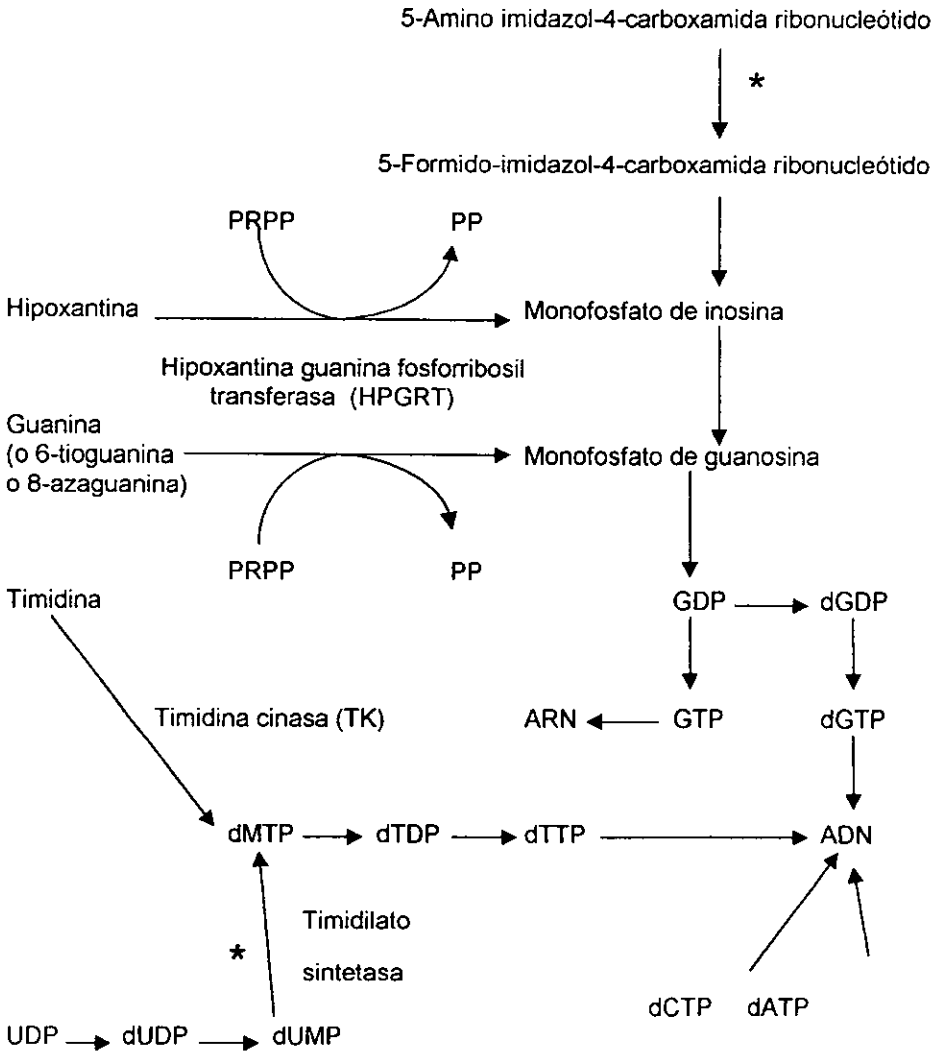 5-Amino imidazol-4-carboxamida ribonucleótido
*
5-Formido-imidazol-4-carboxamida ribonucleótido
PRPP PP
Hipoxantina Monofosfato de inosina
Hipoxantina guanina fosforribosil
transferasa (HPGRT)
Guanina
(o 6-tioguanina Monofosfato de guanosina
o 8-azaguanina)
PRPP PP
Timidina GDP dGDP
Timidina cinasa (TK) ARN GTP dGTP
dMTP dTDP dTTP ADN
Timidilato
*
sintetasa
dCTP dATP
UDP dUDP dUMP